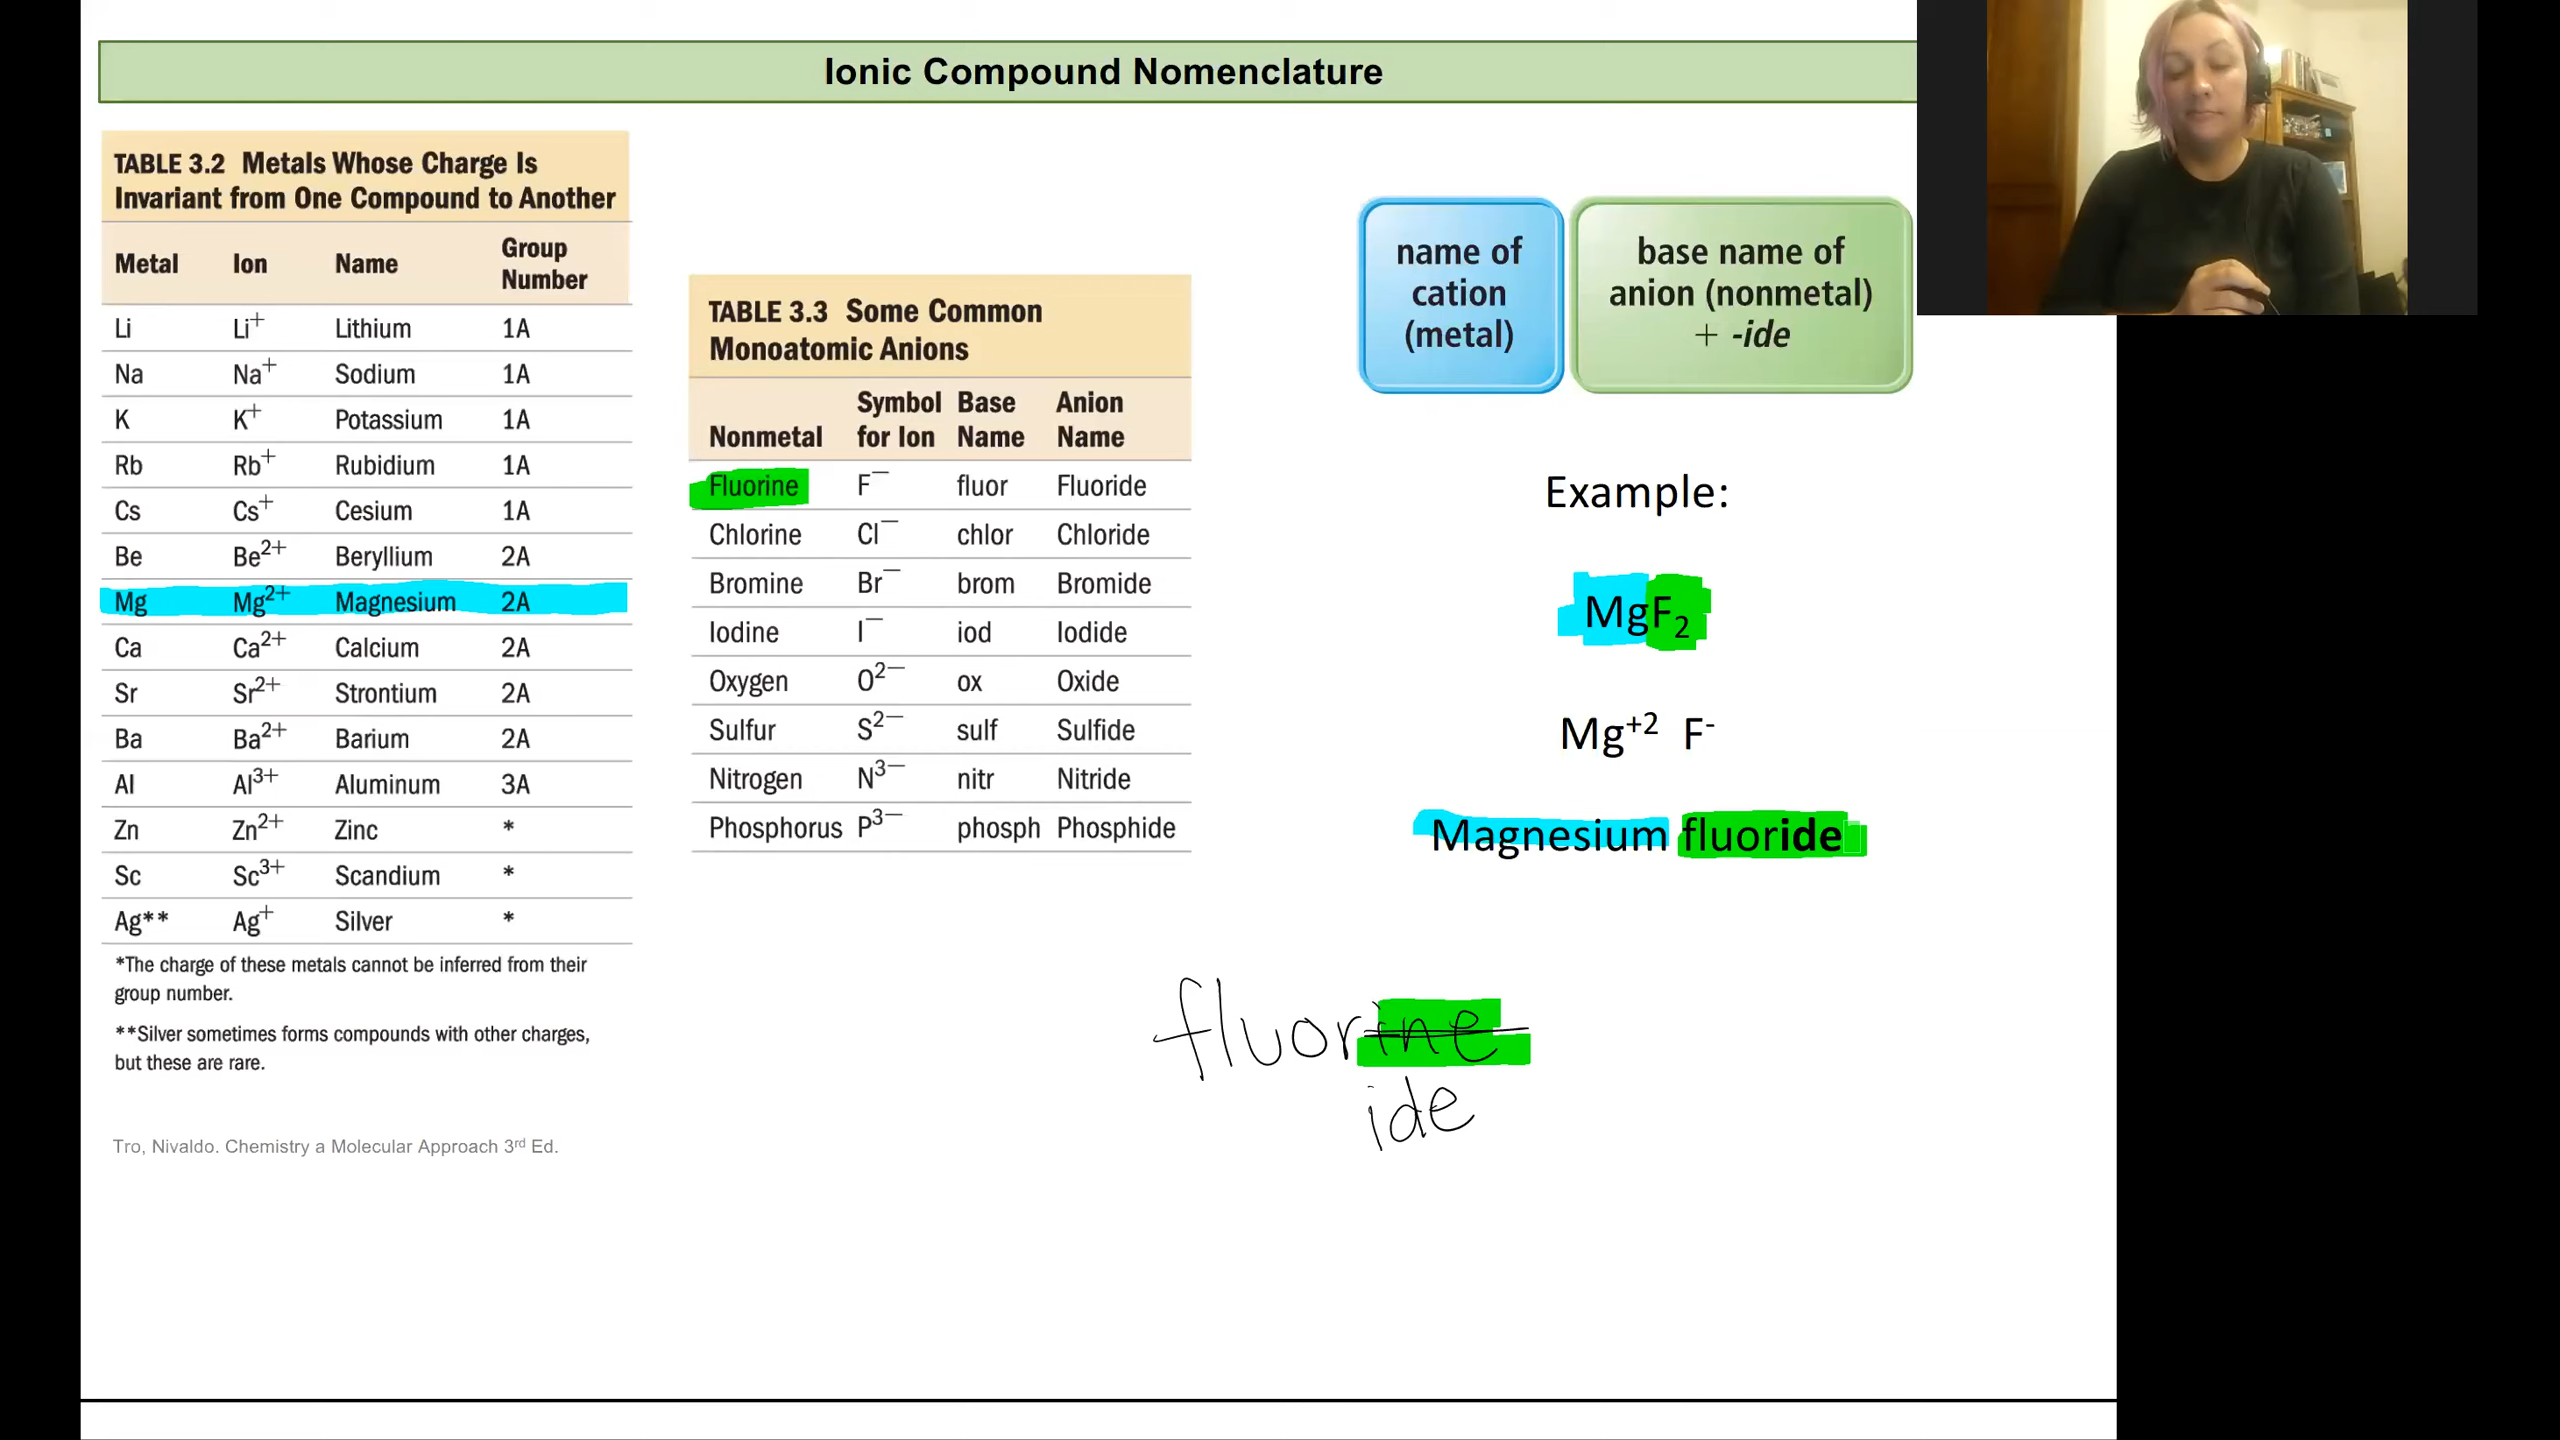 Ionic Compound Nomenclature
TABLE 3.2 Metals Whose Charge Is
Invariant from One Compound to Another
Metal Ion Name Group Number
Li Li⁺ Lithium 1A
Na Na⁺ Sodium 1A
K K⁺ Potassium 1A
Rb Rb⁺ Rubidium 1A
Cs Cs⁺ Cesium 1A
Be Be²⁺ Beryllium 2A
Mg Mg²⁺ Magnesium 2A
Ca Ca²⁺ Calcium 2A
Sr Sr²⁺ Strontium 2A
Ba Ba²⁺ Barium 2A
Al Al³⁺ Aluminum 3A
Zn Zn²⁺ Zinc *
Sc Sc³⁺ Scandium *
Ag** Ag⁺ Silver *
*The charge of these metals cannot be inferred from their
group number.
**Silver sometimes forms compounds with other charges,
but these are rare.
Tro, Nivaldo. Chemistry a Molecular Approach 3rd Ed.
TABLE 3.3 Some Common
Monoatomic Anions
Nonmetal Symbol for Ion Base Name Anion Name
Fluorine F⁻ fluor Fluoride
Chlorine Cl⁻ chlor Chloride
Bromine Br⁻ brom Bromide
Iodine I⁻ iod Iodide
Oxygen O²⁻ ox Oxide
Sulfur S²⁻ sulf Sulfide
Nitrogen N³⁻ nitr Nitride
Phosphorus P³⁻ phosph Phosphide
name of
cation
(metal)
base name of
anion (nonmetal)
+ -ide
Example:
MgF₂
Mg⁺² F⁻
Magnesium fluoride
fluorine
ide